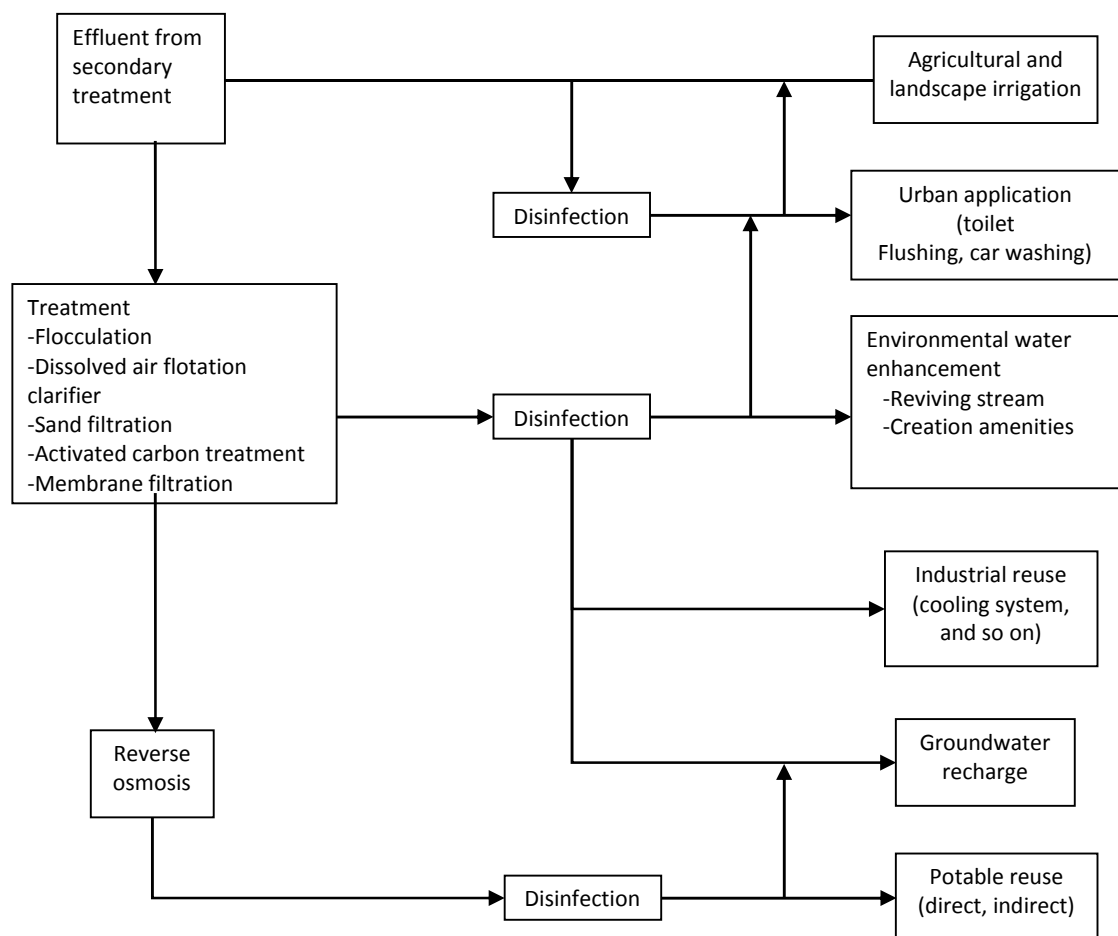 Effluent from
secondary
treatment
Agricultural and
landscape irrigation
Disinfection
Urban application
(toilet
Flushing, car washing)
Treatment
-Flocculation
-Dissolved air flotation
clarifier
-Sand filtration
-Activated carbon treatment
-Membrane filtration
Disinfection
Environmental water
enhancement
-Reviving stream
-Creation amenities
Industrial reuse
(cooling system,
and so on)
Reverse
osmosis
Groundwater
recharge
Disinfection
Potable reuse
(direct, indirect)